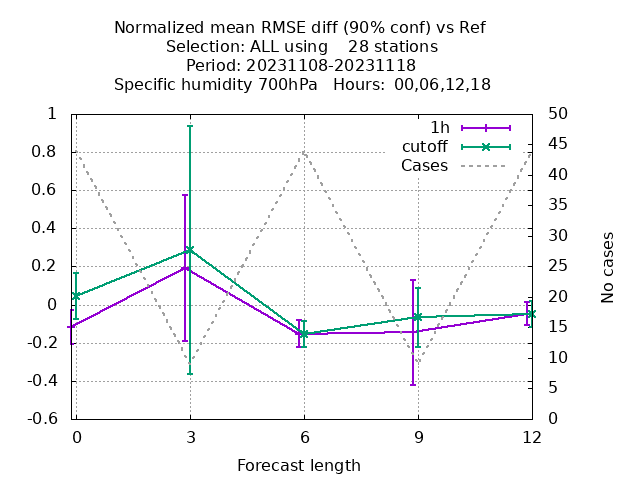 Normalized mean RMSE diff (90% conf) vs Ref
Selection: ALL using    28 stations
Period: 20231108-20231118
Specific humidity 700hPa   Hours: 00,06,12,18
1
0.8
0.6
0.4
0.2
0
-0.2
-0.4
-0.6
50
45
40
35
30
25
20
15
10
5
0
1h
cutoff
Cases
No cases
0
3
6
9
12
Forecast length